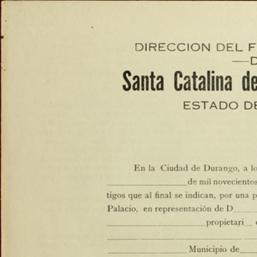 DIRECCION DEL F
—D
Santa Catalina de
ESTADO DE
En la Ciudad de Durango, a lo
de mil novecientos
tigos que al final se indican, por una p
Palacio, en representación de D
propietari
Municipio de